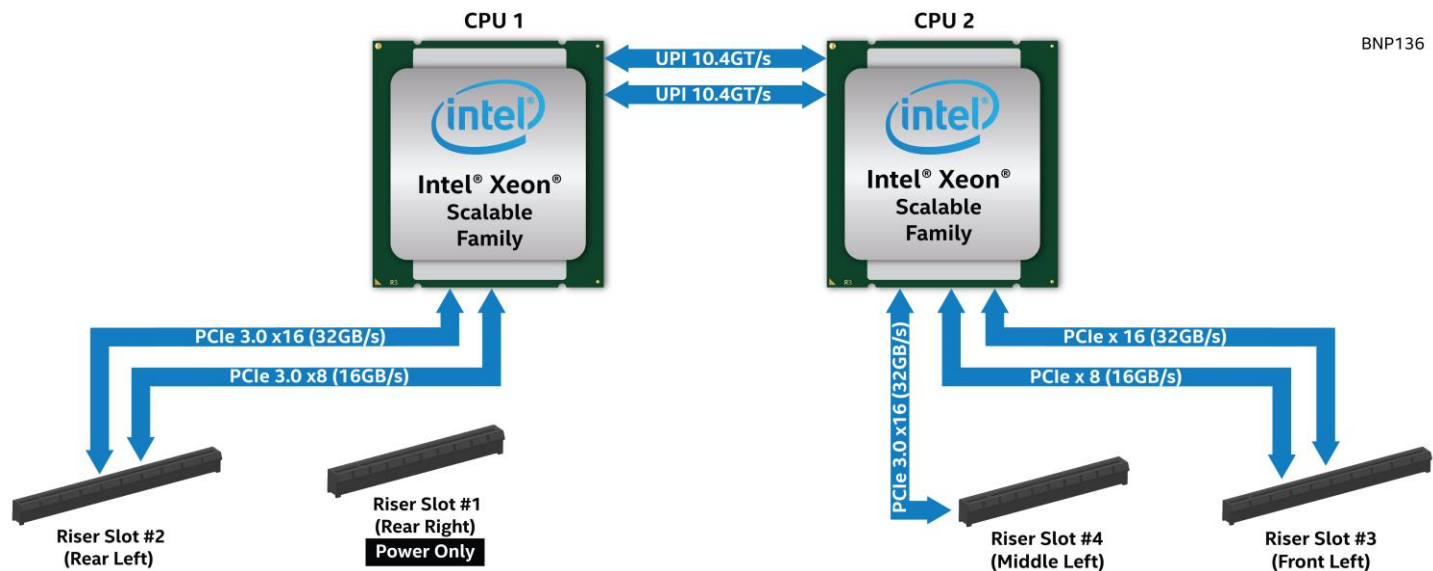 CPU 1
CPU 2
BNP136
UPI 10.4GT/s
UPI 10.4GT/s
intel®
Intel® Xeon®
Scalable
Family
R3
intel®
Intel® Xeon®
Scalable
Family
R3
PCIe 3.0 x16 (32GB/s)
PCIe 3.0 x8 (16GB/s)
PCIe 3.0 x16 (32GB/s)
PCIe x 16 (32GB/s)
PCIe x 8 (16GB/s)
Riser Slot #2
(Rear Left)
Riser Slot #1
(Rear Right)
Power Only
Riser Slot #4
(Middle Left)
Riser Slot #3
(Front Left)